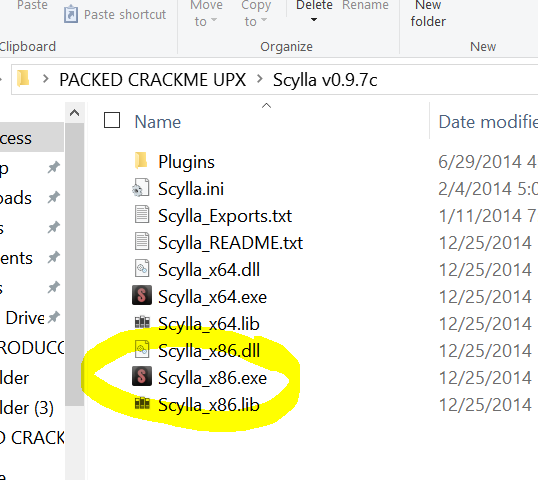 Paste
Paste shortcut
Move to
Copy to
Delete
Rename
New folder
Clipboard
Organize
New
PACKED CRACKME UPX > Scylla v0.9.7c
Name
Date modifie
cess
Plugins
6/29/2014 4
p
Scylla.ini
2/4/2014 5:0
oads
Scylla_Exports.txt
1/11/2014 7
s
Scylla_README.txt
12/25/2014
ents
Scylla_x64.dll
12/25/2014
s
Scylla_x64.exe
12/25/2014
Drive
Scylla_x64.lib
12/25/2014
RODUCC
Scylla_x86.dll
12/25/2014
lder
Scylla_x86.exe
12/25/2014
lder (3)
Scylla_x86.lib
12/25/2014
D CRACK